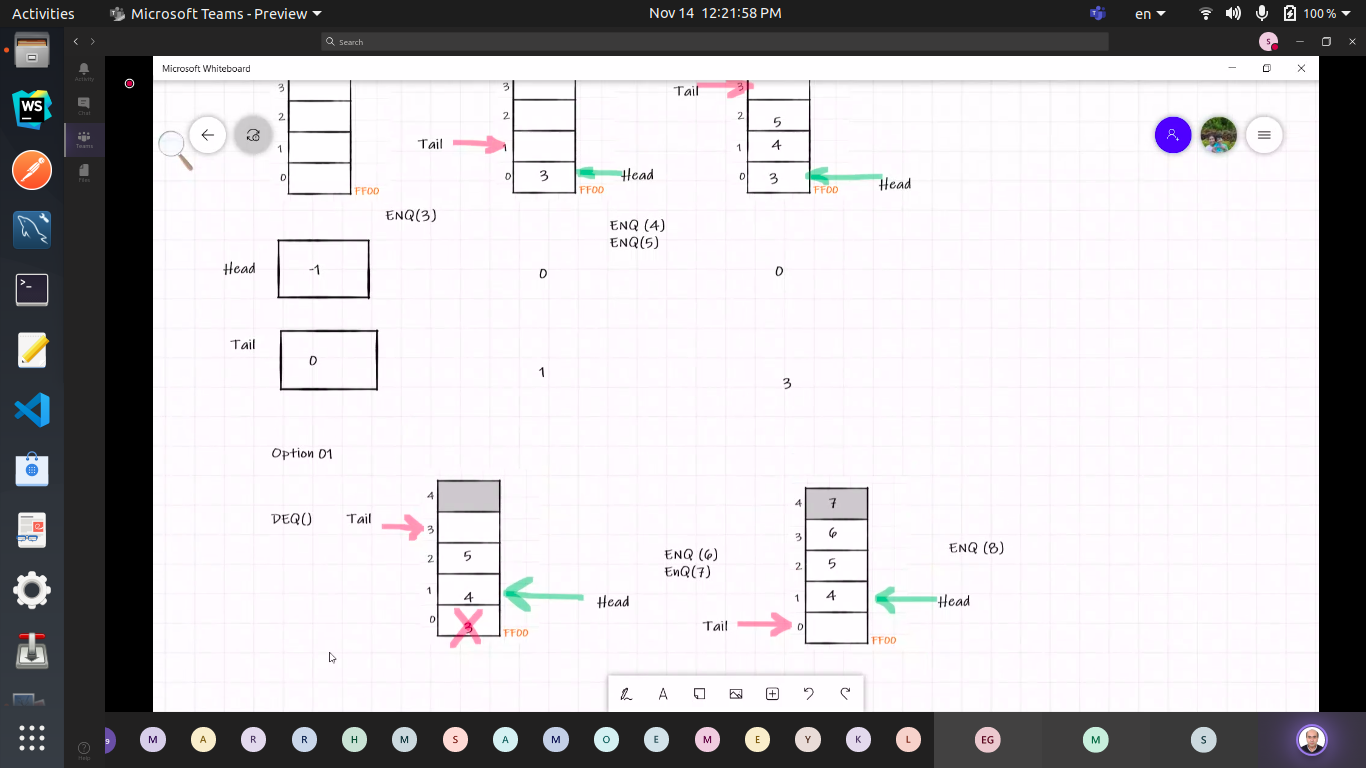 Activities
Microsoft Teams - Preview
Nov 14 12:21:58 PM
en
100 %
Search
S
Microsoft Whiteboard
Activity
Chat
Teams
Files
Help
3
2
1
0
FF00
3
2
Tail
1
0
3
Head
FF00
Tail
3
2
5
1
4
0
3
Head
FF00
ENQ(3)
ENQ (4)
ENQ(5)
Head
-1
0
0
Tail
0
1
3
Option 01
DEQ()
Tail
4
3
2
5
1
4
Head
0
3
FF00
ENQ (6)
EnQ(7)
4
7
3
6
2
5
1
4
Head
Tail
0
FF00
ENQ (8)
A
WS
9
M
A
R
R
H
M
S
A
M
O
E
M
E
Y
K
L
EG
M
S